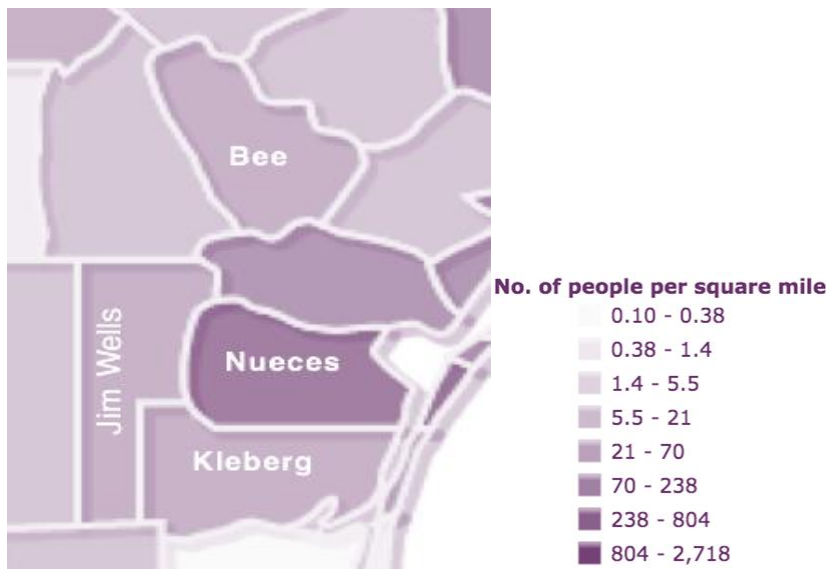 Bee
Jim Wells
Nueces
Kleberg
No. of people per square mile
0.10 - 0.38
0.38 - 1.4
1.4 - 5.5
5.5 - 21
21 - 70
70 - 238
238 - 804
804 - 2,718